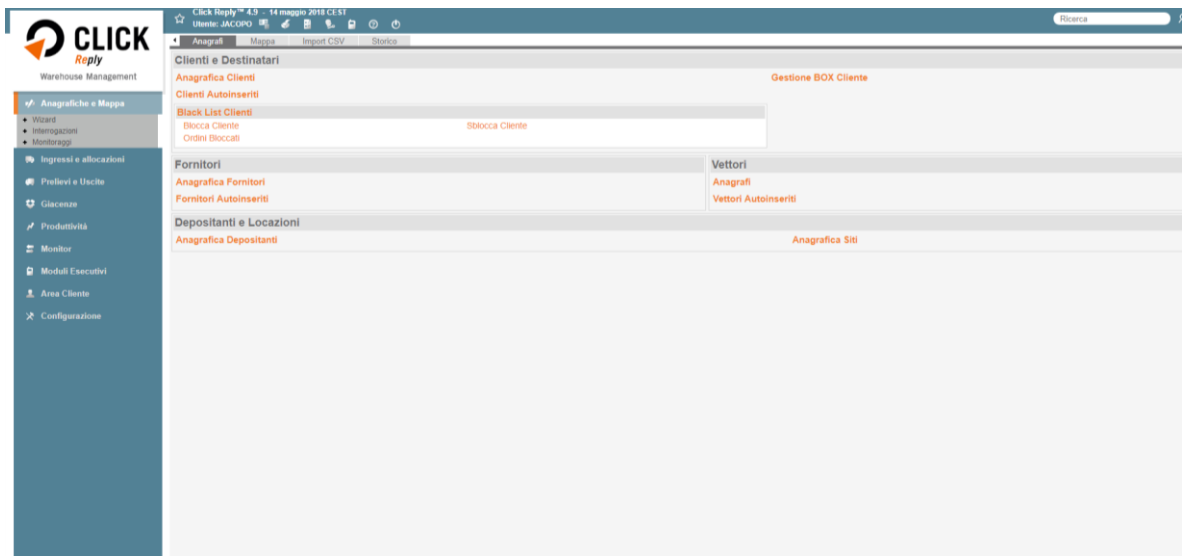 CLICK
Reply
Warehouse Management
Anagrafiche e Mappa
Wizard
Interrogazioni
Monitoraggi
Ingressi e allocazioni
Prelievi e Uscite
Giacenze
Produttività
Monitor
Moduli Esecutivi
Area Cliente
Configurazione
Click Reply™ 4.9 - 14 maggio 2018 CEST
Utente: JACOPO
Ricerca
Anagrafi Mappa Import CSV Storico
Clienti e Destinatari
Anagrafica Clienti Gestione BOX Cliente
Clienti Autoinseriti
Black List Clienti
Blocca Cliente Sblocca Cliente
Ordini Bloccati
Fornitori Vettori
Anagrafica Fornitori Anagrafi
Fornitori Autoinseriti Vettori Autoinseriti
Depositanti e Locazioni
Anagrafica Depositanti Anagrafica Siti